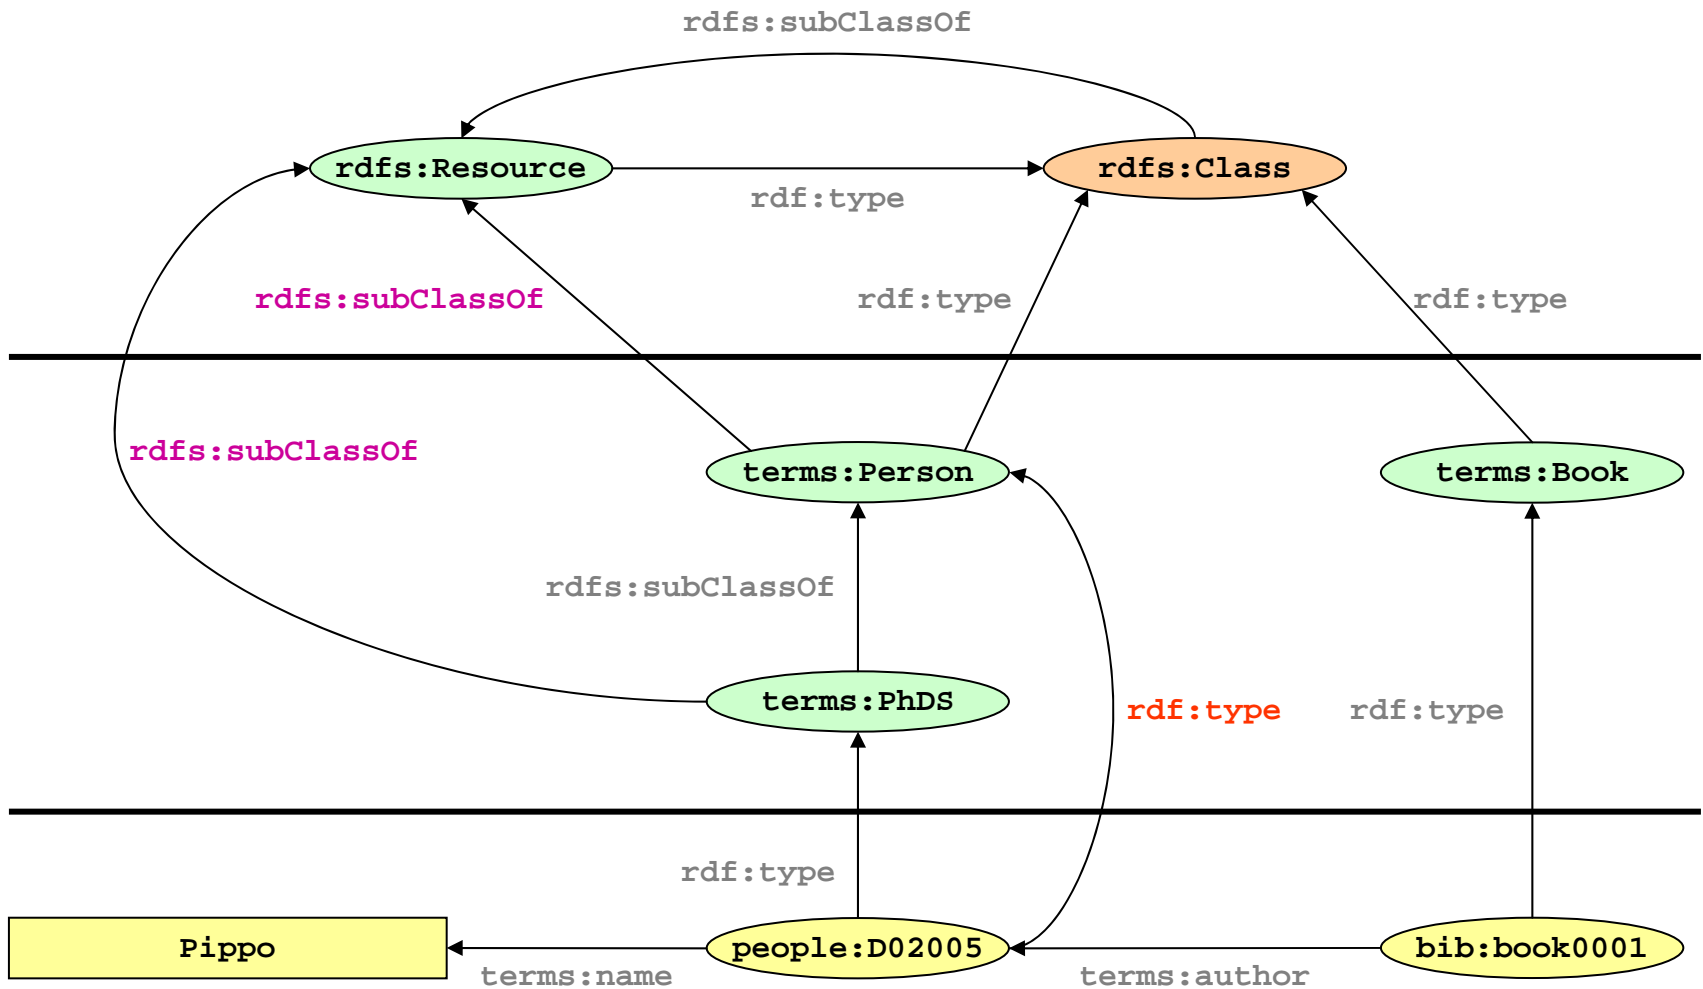 rdfs:subClassOf
rdfs:Resource
rdfs:Class
rdf:type
rdfs:subClassOf
rdf:type
rdf:type
rdfs:subClassOf
terms:Person
terms:Book
rdfs:subClassOf
terms:PhDS
rdf:type
rdf:type
rdf:type
Pippo
people:D02005
bib:book0001
terms:name
terms:author